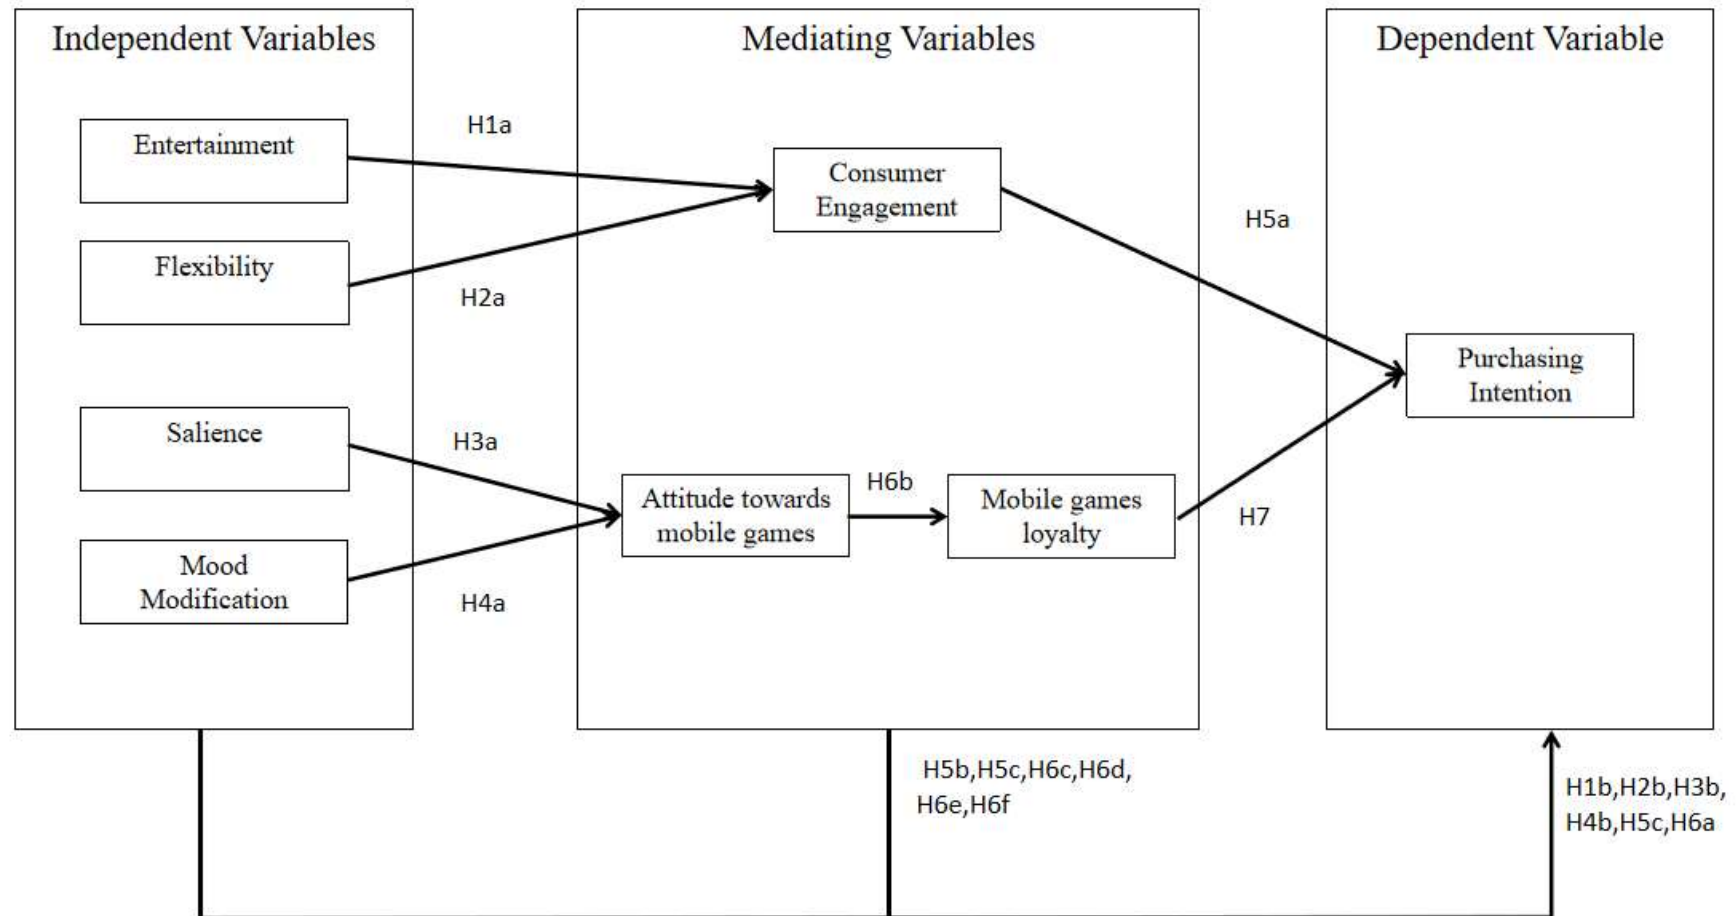 Independent Variables
Mediating Variables
Dependent Variable
Entertainment
H1a
Consumer
Engagement
H5a
Flexibility
H2a
Purchasing
Intention
Salience
H3a
Attitude towards
mobile games
H6b
Mobile games
loyalty
H7
Mood
Modification
H4a
H5b,H5c,H6c,H6d,
H6e,H6f
H1b,H2b,H3b,
H4b,H5c,H6a